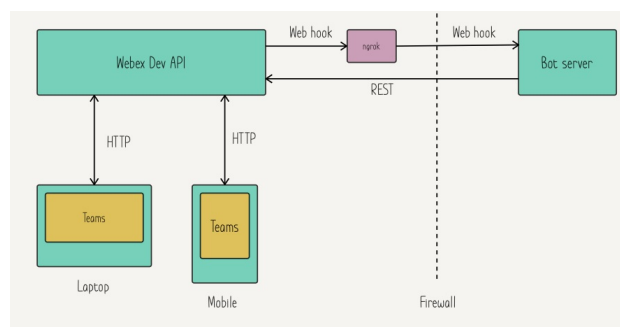 Web hook
Web hook
Webex Dev API
ngrok
Bot server
REST
HTTP
HTTP
Teams
Teams
Laptop
Mobile
Firewall